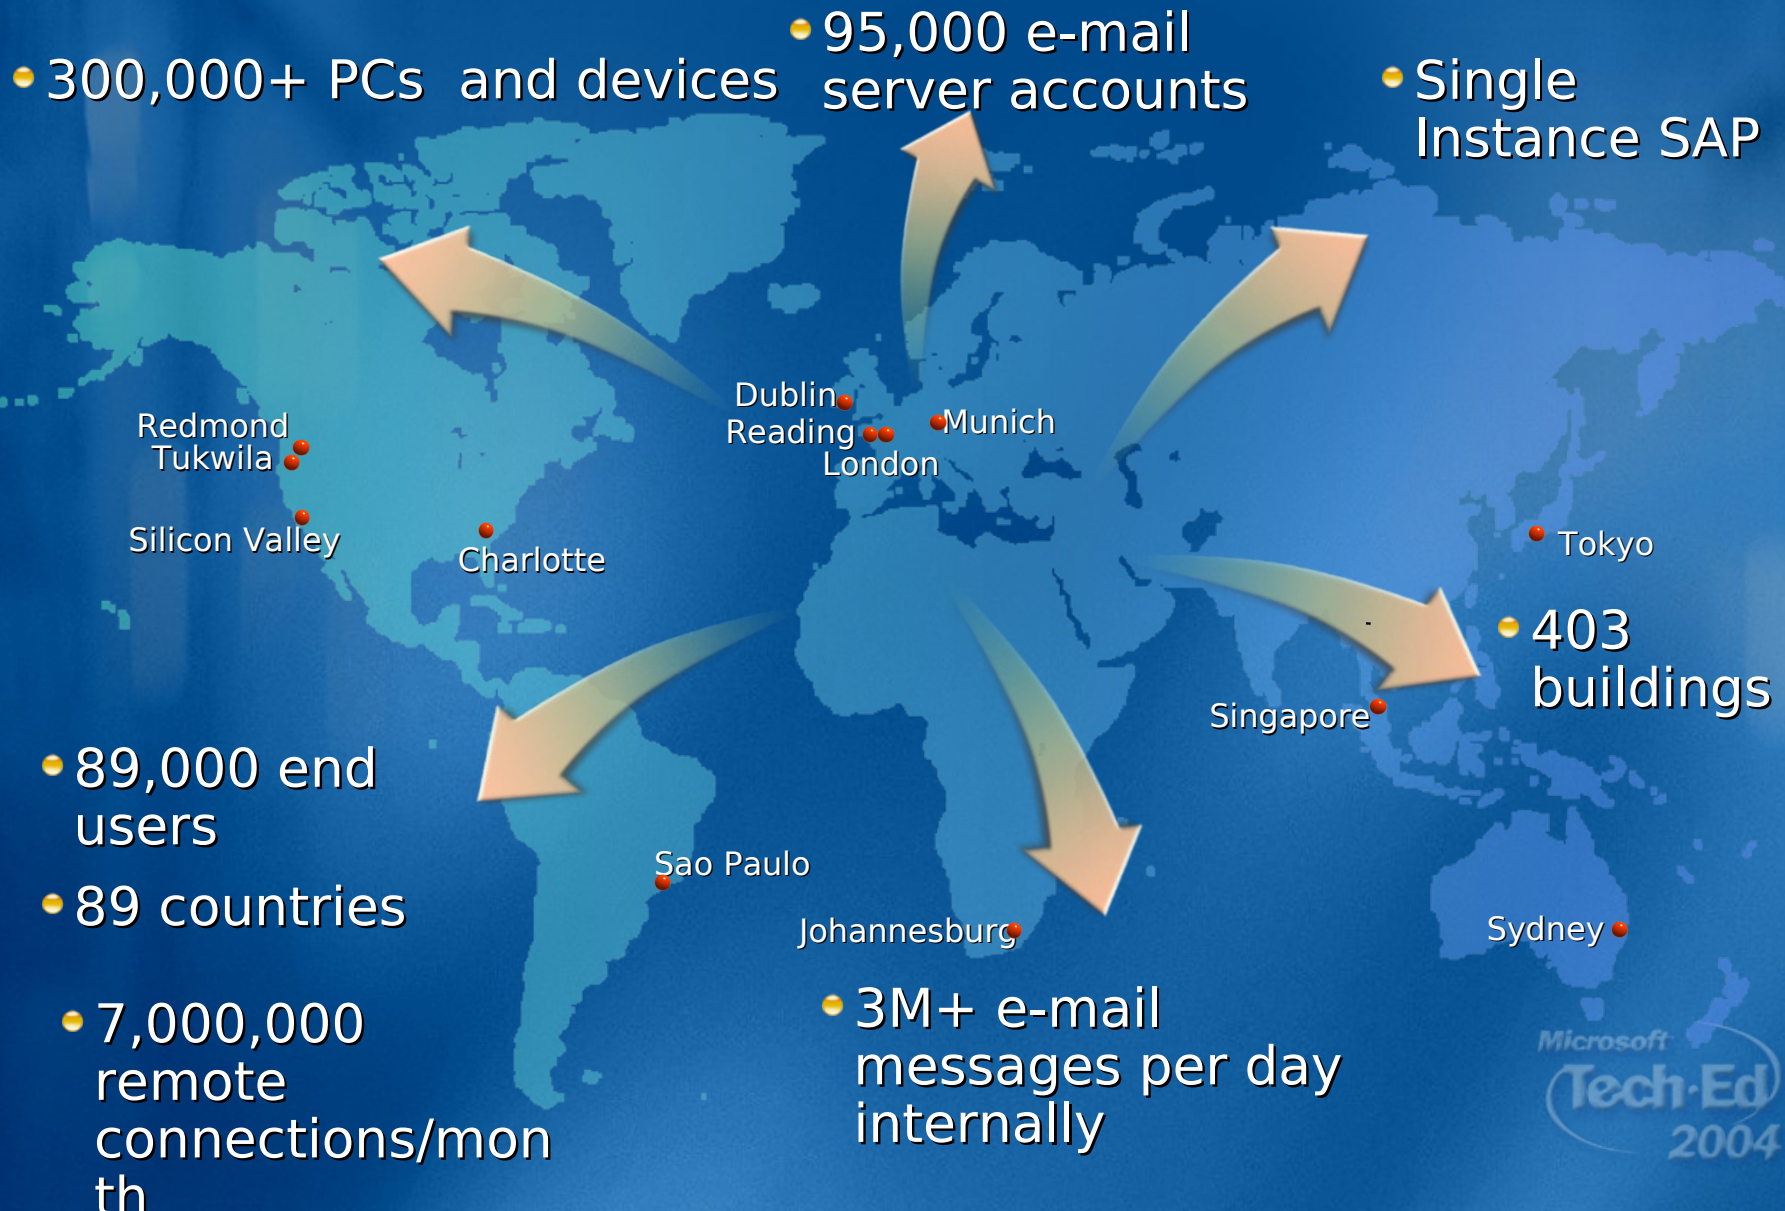 95,000 e-mail
server accounts
300,000+ PCs  and devices
Single
Instance SAP
Dublin
Munich
Reading
London
Redmond
Tukwila
Silicon Valley
Charlotte
Tokyo
403
buildings
Singapore
89,000 end
users
Sao Paulo
89 countries
Johannesburg
Sydney
7,000,000
remote
connections/mon
th
3M+ e-mail
messages per day
internally
Microsoft
Tech·Ed
2004